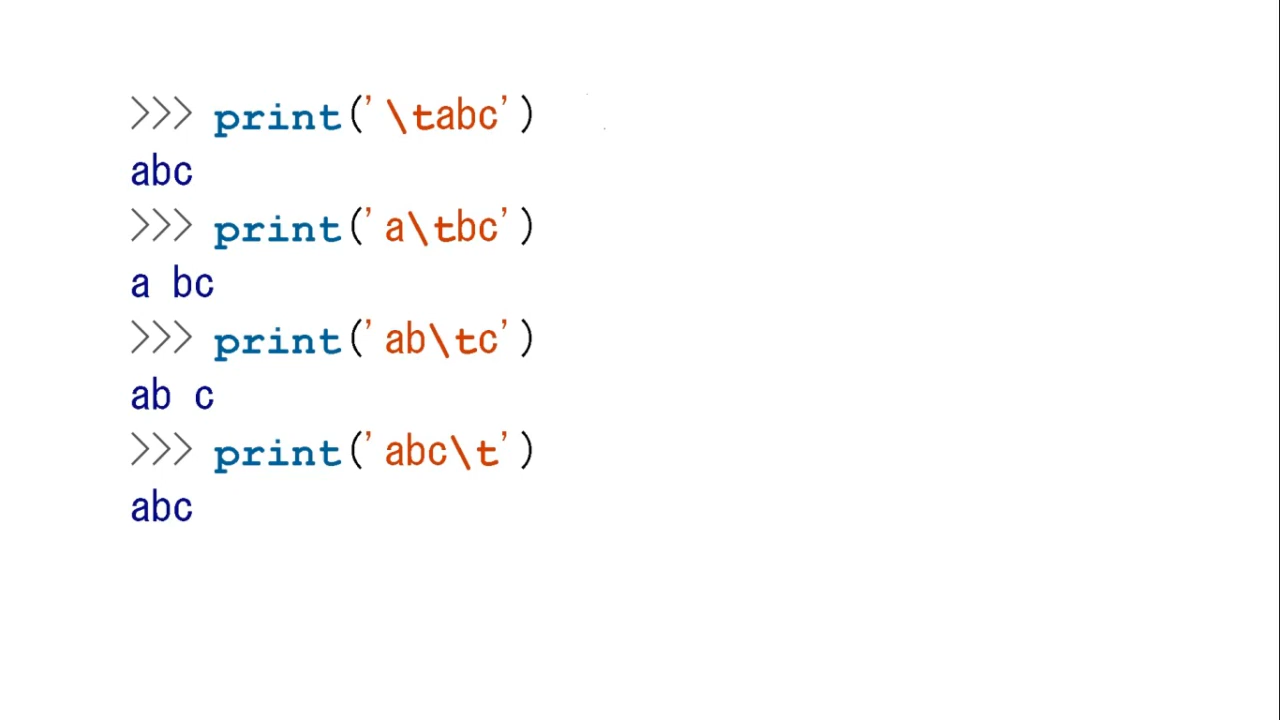 >>> print('\tabc')
abc
>>> print('a\tbc')
a bc
>>> print('ab\tc')
ab c
>>> print('abc\t')
abc